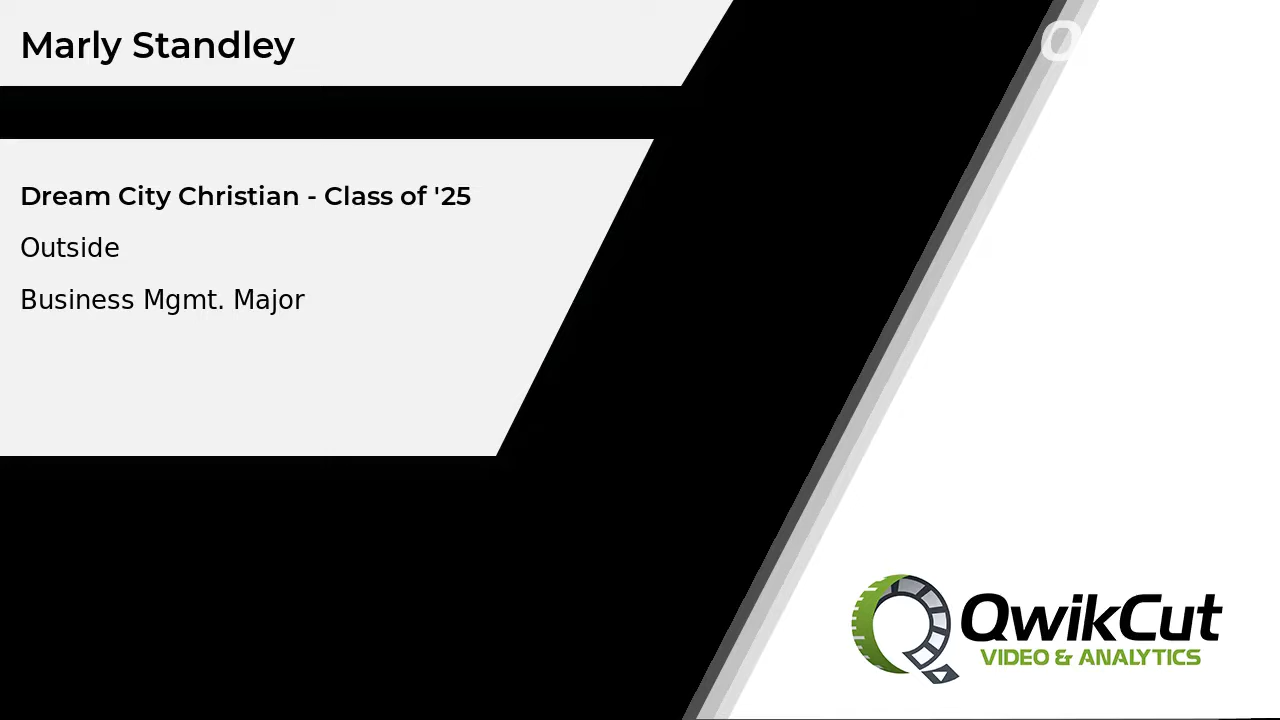 Marly Standley
O
Dream City Christian - Class of '25
Outside
Business Mgmt. Major
QwikCut
VIDEO & ANALYTICS